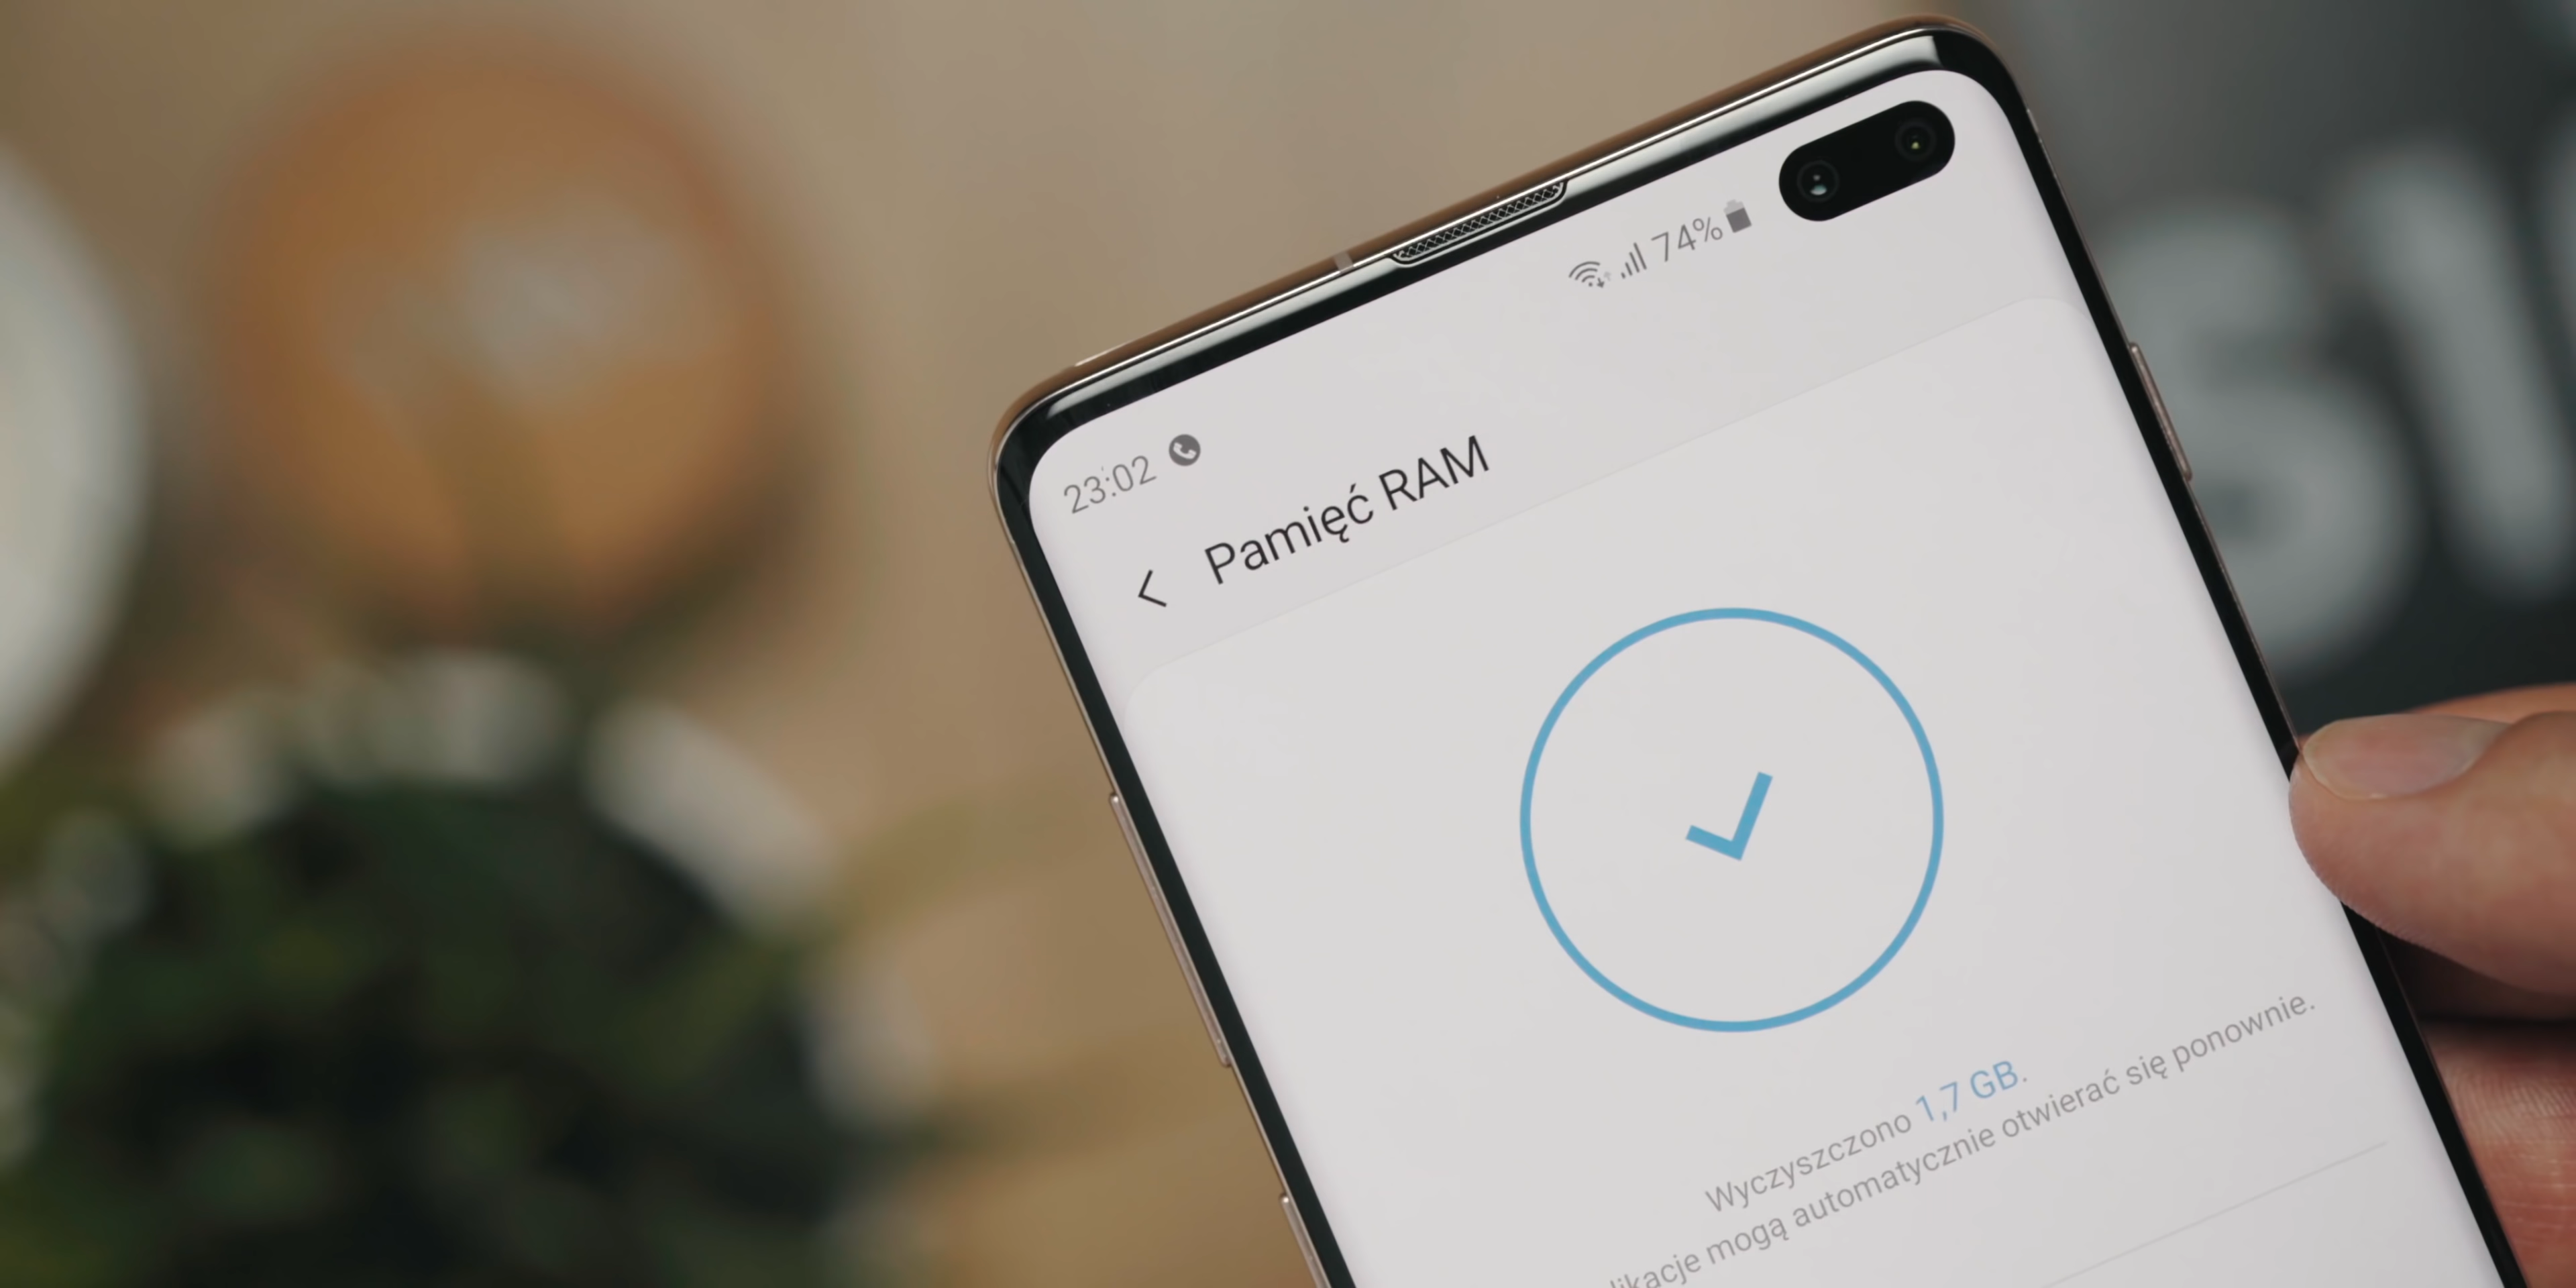 74%
23:02
Pamięć RAM
Wyczyszczono 1,7 GB.
mogą automatycznie otwierać się ponownie.